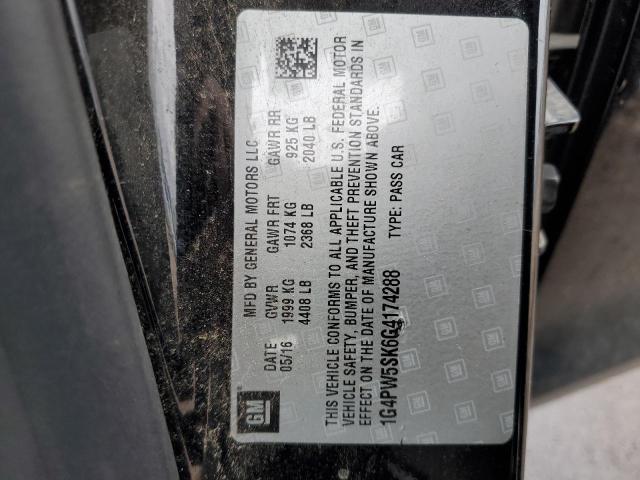 GM
MFD BY GENERAL MOTORS LLC
DATE GVWR GAWR FRT GAWR RR
05/16 1999 KG 1074 KG 925 KG
4408 LB 2368 LB 2040 LB
THIS VEHICLE CONFORMS TO ALL APPLICABLE U.S. FEDERAL MOTOR
VEHICLE SAFETY, BUMPER, AND THEFT PREVENTION STANDARDS IN
EFFECT ON THE DATE OF MANUFACTURE SHOWN ABOVE.
1G4PW5SK6G4174288 TYPE: PASS CAR